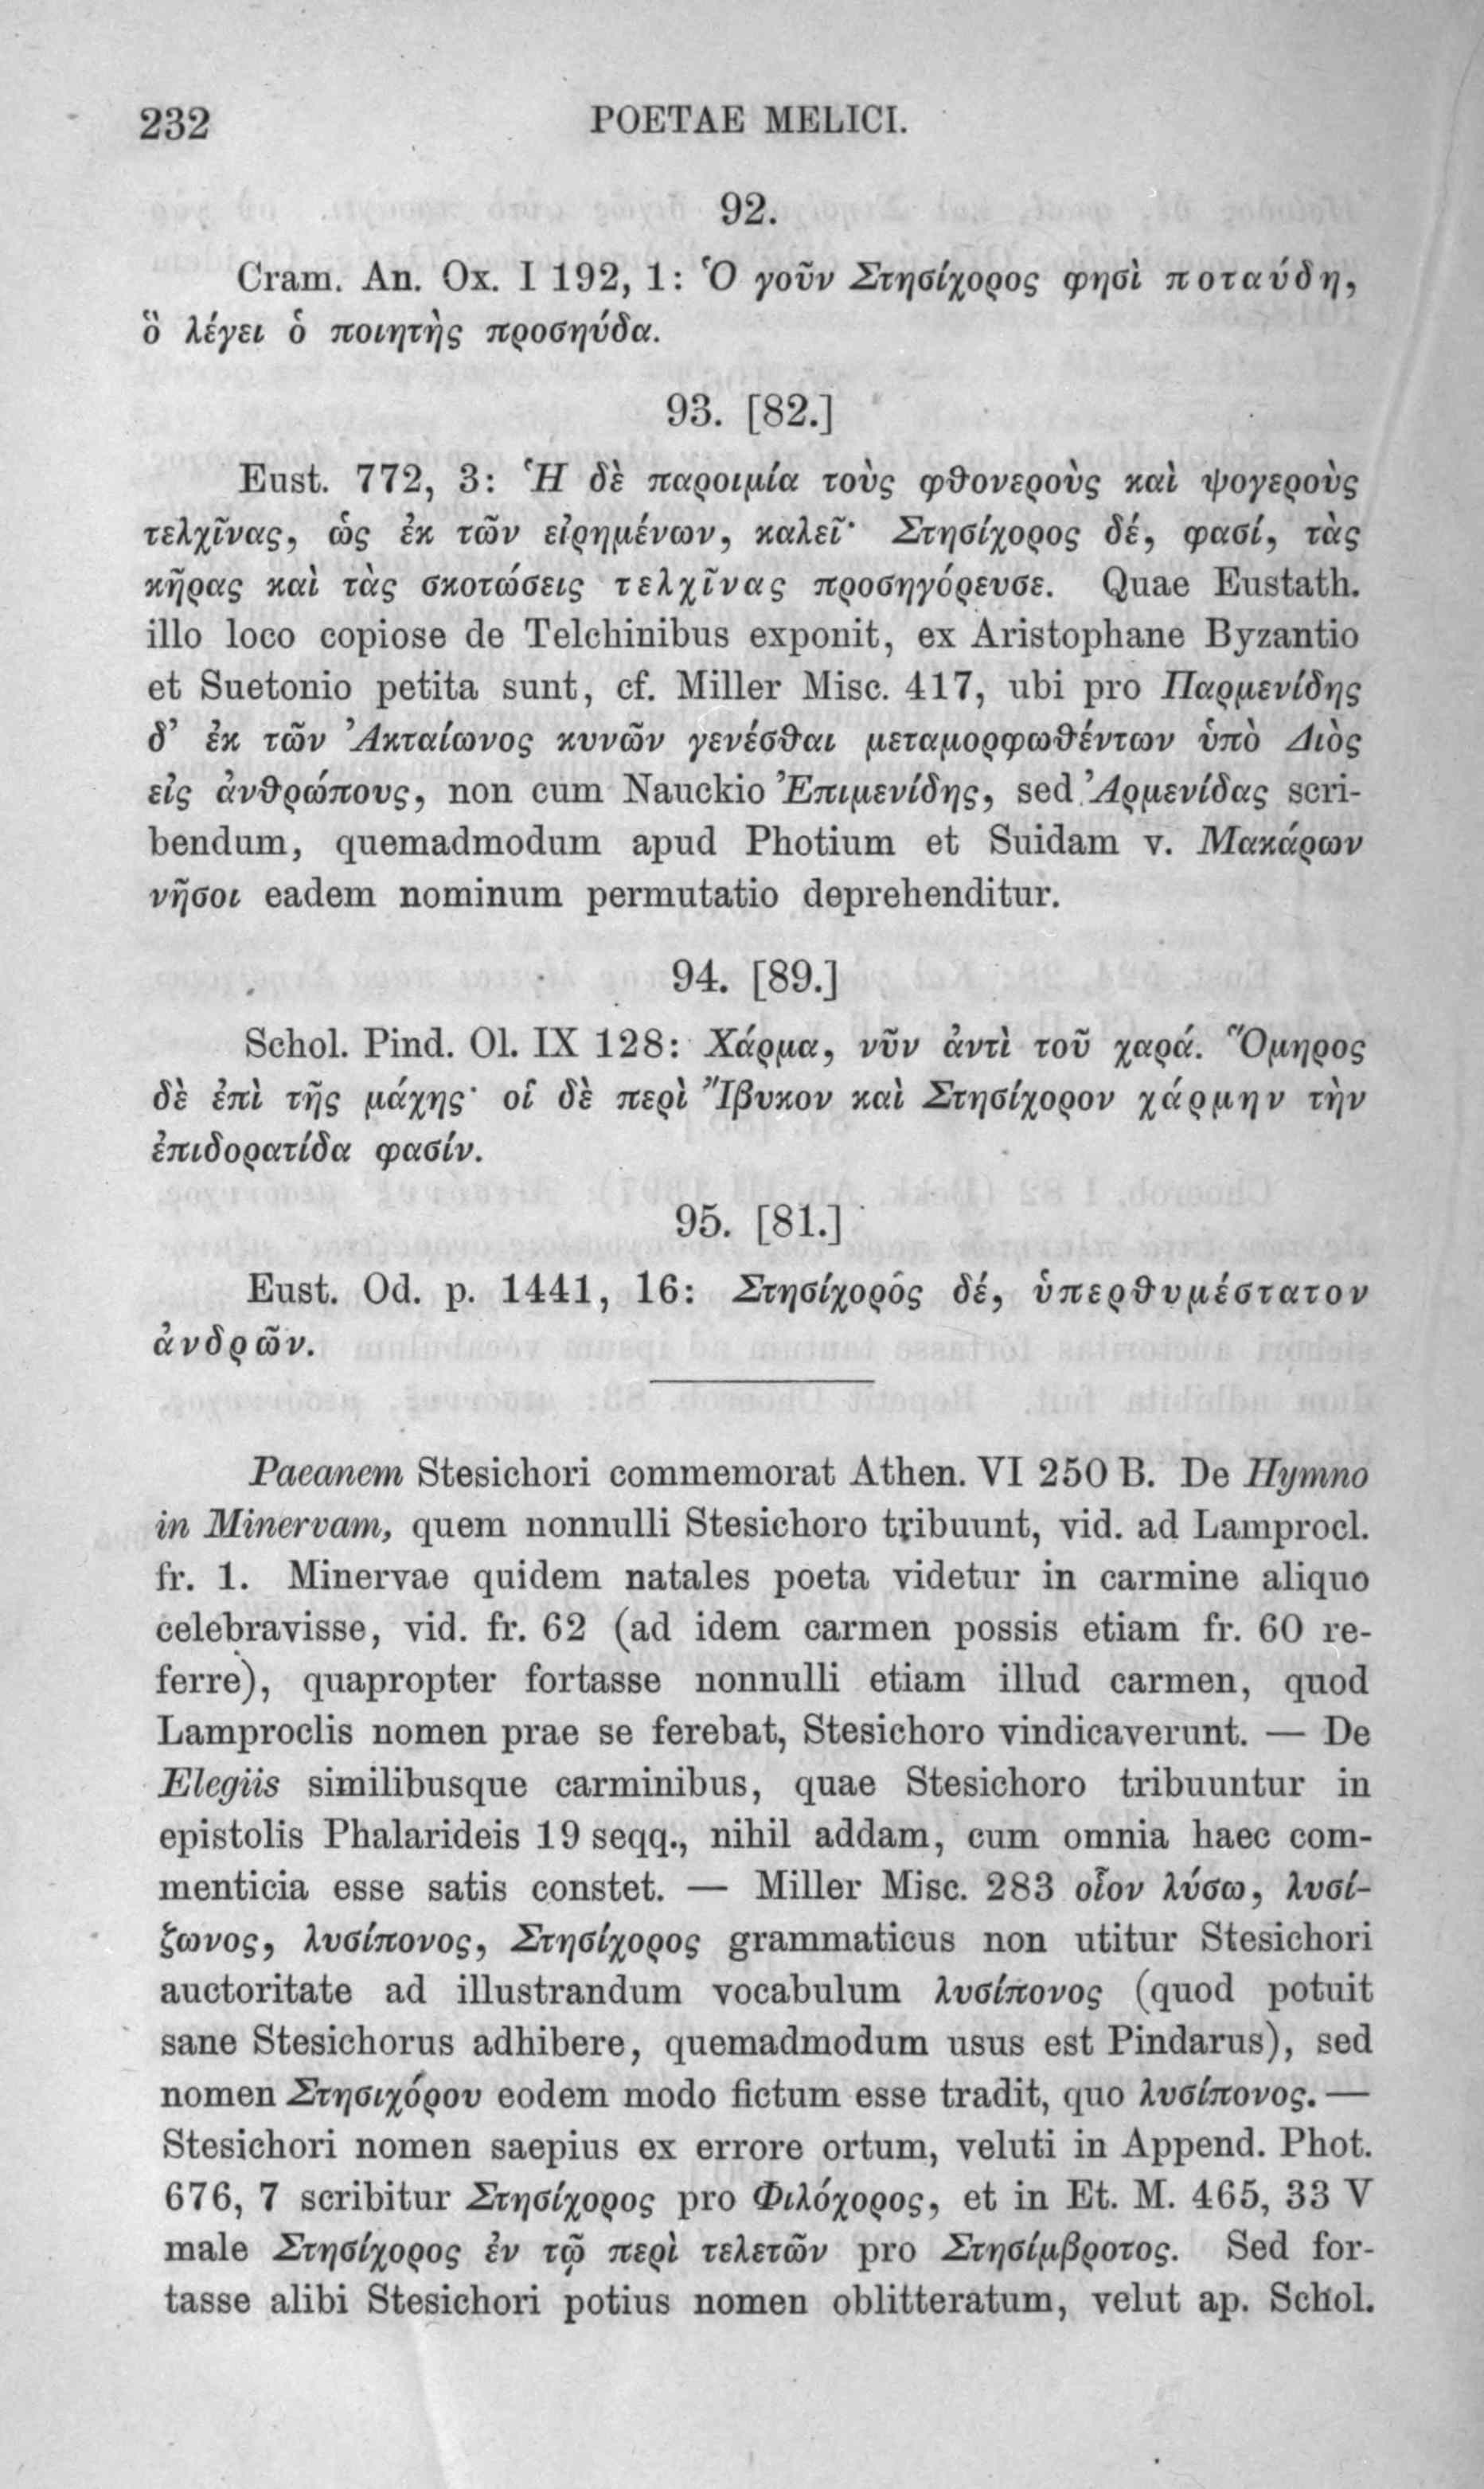 232
POETAE MELICI.
92.
Cram. An. Ox. I 192, 1: Ὁ γοῦν Στησίχορος φησὶ ποταύδη,
ὃ λέγει ὁ ποιητὴς προσηύδα.
93. [82.]
Eust. 772, 3: Ἡ δὲ παροιμία τοὺς φθονεροὺς καὶ ψογεροὺς
τελχῖνας, ὡς ἐκ τῶν εἰρημένων, καλεῖ· Στησίχορος δέ, φασί, τὰς
κῆρας καὶ τὰς σκοτώσεις τελχῖνας προσηγόρευσε. Quae Eustath.
illo loco copiose de Telchinibus exponit, ex Aristophane Byzantio
et Suetonio petita sunt, cf. Miller Misc. 417, ubi pro Παρμενίδης
δ’ ἐκ τῶν Ἀκταίωνος κυνῶν γενέσθαι μεταμορφωθέντων ὑπὸ Διὸς
εἰς ἀνθρώπους, non cum Nauckio Ἐπιμενίδης, sed Ἀρμενίδας scri-
bendum, quemadmodum apud Photium et Suidam v. Μακάρων
νῆσοι eadem nominum permutatio deprehenditur.
94. [89.]
Schol. Pind. Ol. IX 128: Χάρμα, νῦν ἀντὶ τοῦ χαρά. Ὅμηρος
δὲ ἐπὶ τῆς μάχης· οἱ δὲ περὶ Ἴβυκον καὶ Στησίχορον χάρμην τὴν
ἐπιδορατίδα φασίν.
95. [81.]
Eust. Od. p. 1441, 16: Στησίχορός δέ, ὑπερθυμέστατον
ἀνδρῶν.
Paeanem Stesichori commemorat Athen. VI 250 B. De Hymno
in Minervam, quem nonnulli Stesichoro tribuunt, vid. ad Lamprocl.
fr. 1. Minervae quidem natales poeta videtur in carmine aliquo
celebravisse, vid. fr. 62 (ad idem carmen possis etiam fr. 60 re-
ferre), quapropter fortasse nonnulli etiam illud carmen, quod
Lamproclis nomen prae se ferebat, Stesichoro vindicaverunt. — De
Elegiis similibusque carminibus, quae Stesichoro tribuuntur in
epistolis Phalarideis 19 seqq., nihil addam, cum omnia haec com-
menticia esse satis constet. — Miller Misc. 283 οἷον λύσω, λυσί-
ζωνος, λυσίπονος, Στησίχορος grammaticus non utitur Stesichori
auctoritate ad illustrandum vocabulum λυσίπονος (quod potuit
sane Stesichorus adhibere, quemadmodum usus est Pindarus), sed
nomen Στησιχόρου eodem modo fictum esse tradit, quo λυσίπονος. —
Stesichori nomen saepius ex errore ortum, veluti in Append. Phot.
676, 7 scribitur Στησίχορος pro Φιλόχορος, et in Et. M. 465, 33 V
male Στησίχορος ἐν τῷ περὶ τελετῶν pro Στησίμβροτος. Sed for-
tasse alibi Stesichori potius nomen oblitteratum, velut ap. Schol.